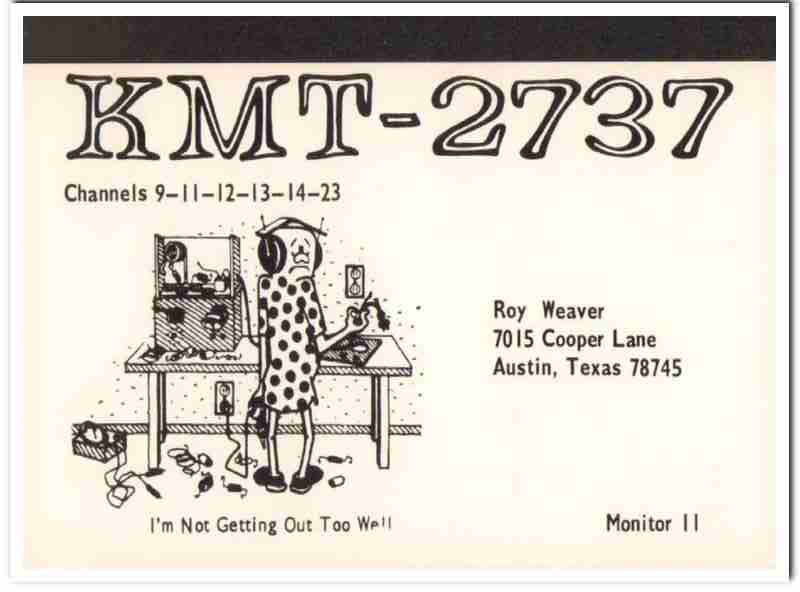 KMT-2737
Channels 9-11-12-13-14-23
Roy Weaver
7015 Cooper Lane
Austin, Texas 78745
I'm Not Getting Out Too Well
Monitor 11